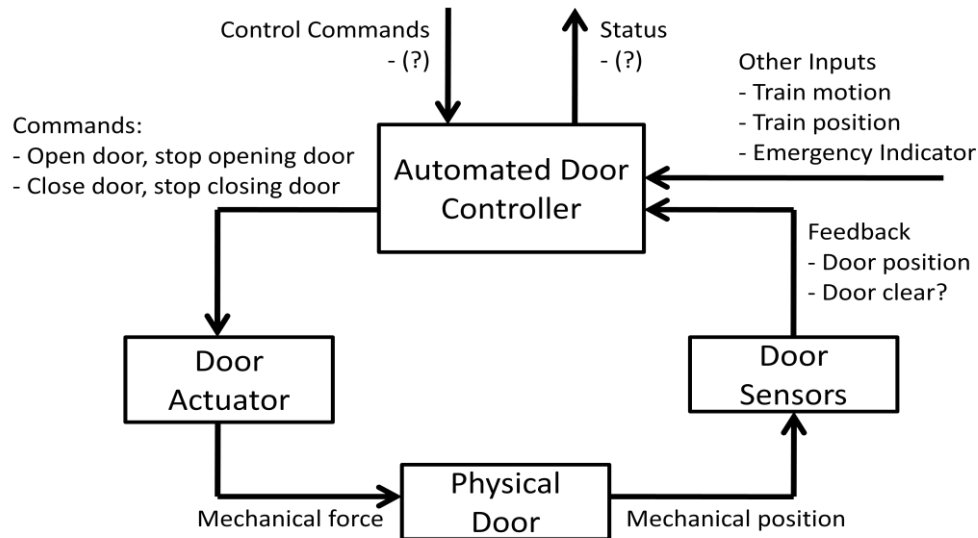 Control Commands
- (?)
Status
- (?)
Other Inputs
- Train motion
- Train position
- Emergency Indicator
Commands:
- Open door, stop opening door
- Close door, stop closing door
Automated Door
Controller
Feedback
- Door position
- Door clear?
Door
Actuator
Door
Sensors
Physical
Door
Mechanical force
Mechanical position